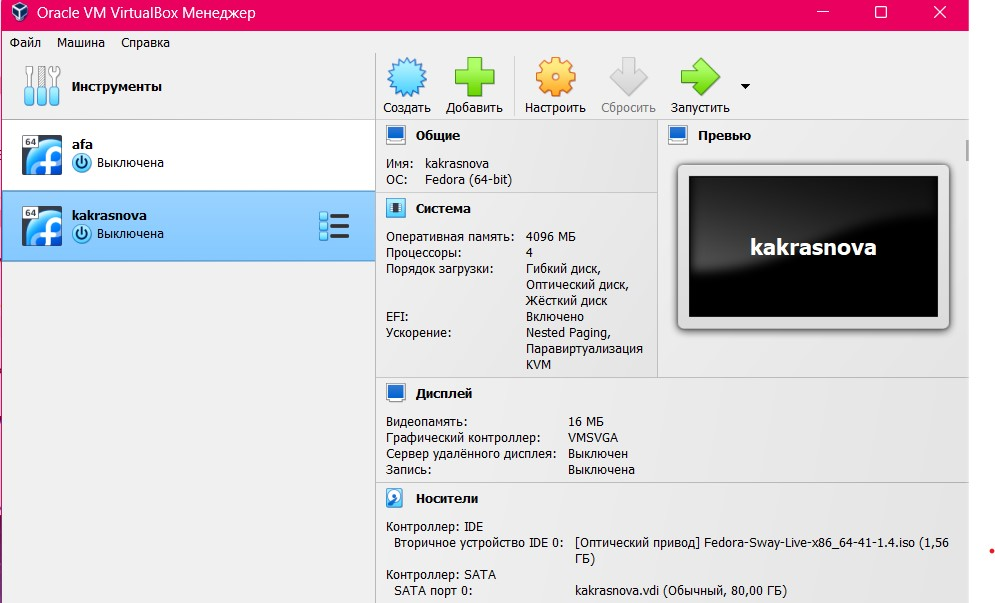 Oracle VM VirtualBox Менеджер
Файл Машина Справка
Инструменты
Создать Добавить Настроить Сбросить Запустить
64
afa
Выключена
64
kakrasnova
Выключена
Общие
Имя: kakrasnova
ОС: Fedora (64-bit)
Превью
kakrasnova
Система
Оперативная память: 4096 МБ
Процессоры: 4
Порядок загрузки: Гибкий диск,
Оптический диск,
Жёсткий диск
EFI: Включено
Ускорение: Nested Paging,
Паравиртуализация
KVM
Дисплей
Видеопамять: 16 МБ
Графический контроллер: VMSVGA
Сервер удалённого дисплея: Выключен
Запись: Выключена
Носители
Контроллер: IDE
Вторичное устройство IDE 0: [Оптический привод] Fedora-Sway-Live-x86_64-41-1.4.iso (1,56
ГБ)
Контроллер: SATA
SATA порт 0: kakrasnova.vdi (Обычный, 80,00 ГБ)